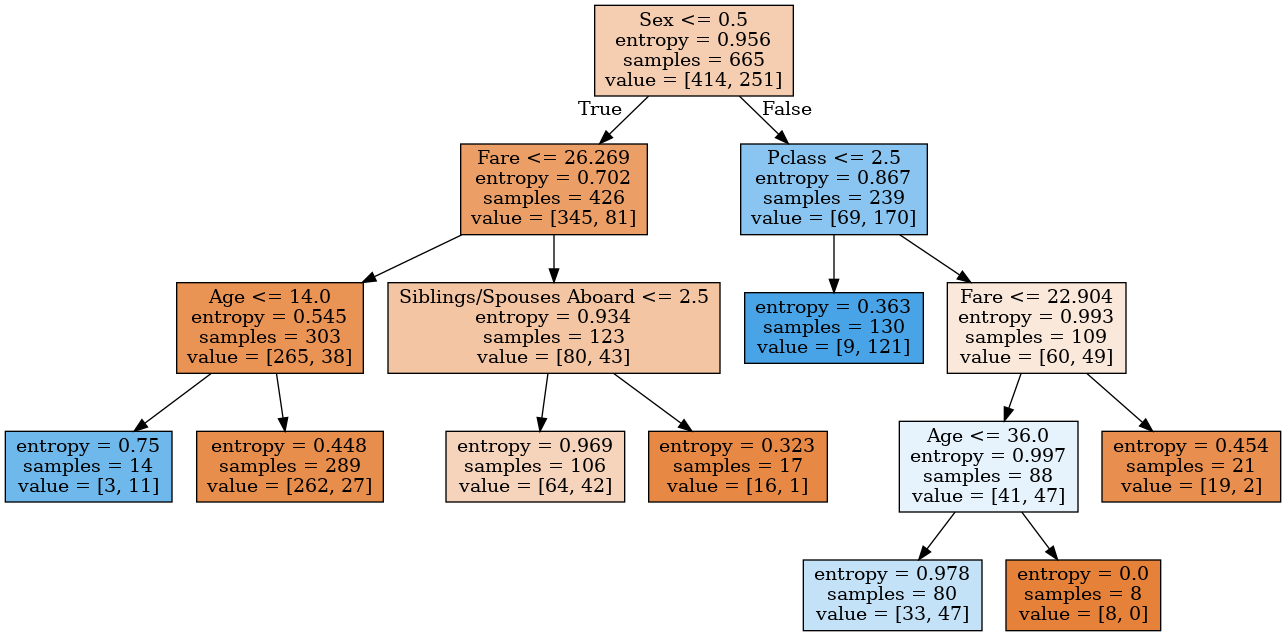 Sex <= 0.5
entropy = 0.956
samples = 665
value = [414, 251]
True
False
Fare <= 26.269
entropy = 0.702
samples = 426
value = [345, 81]
Pclass <= 2.5
entropy = 0.867
samples = 239
value = [69, 170]
Age <= 14.0
entropy = 0.545
samples = 303
value = [265, 38]
Siblings/Spouses Aboard <= 2.5
entropy = 0.934
samples = 123
value = [80, 43]
entropy = 0.363
samples = 130
value = [9, 121]
Fare <= 22.904
entropy = 0.993
samples = 109
value = [60, 49]
entropy = 0.75
samples = 14
value = [3, 11]
entropy = 0.448
samples = 289
value = [262, 27]
entropy = 0.969
samples = 106
value = [64, 42]
entropy = 0.323
samples = 17
value = [16, 1]
Age <= 36.0
entropy = 0.997
samples = 88
value = [41, 47]
entropy = 0.454
samples = 21
value = [19, 2]
entropy = 0.978
samples = 80
value = [33, 47]
entropy = 0.0
samples = 8
value = [8, 0]